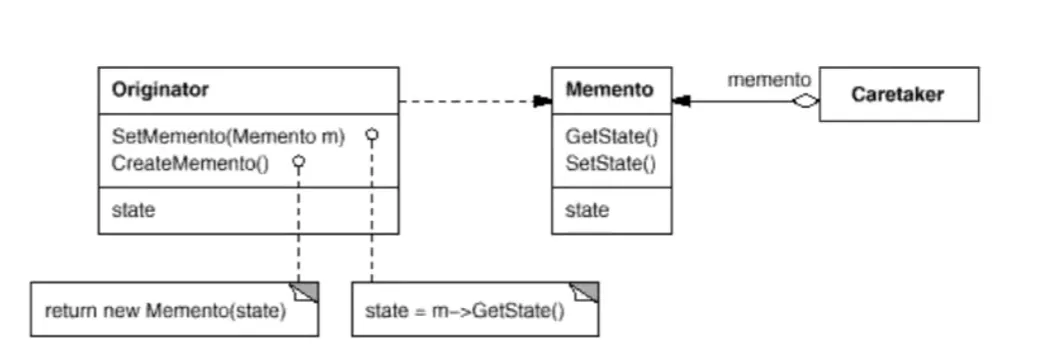 Originator
SetMemento(Memento m)
CreateMemento()
state
return new Memento(state)
state = m->GetState()
Memento
GetState()
SetState()
state
memento
Caretaker